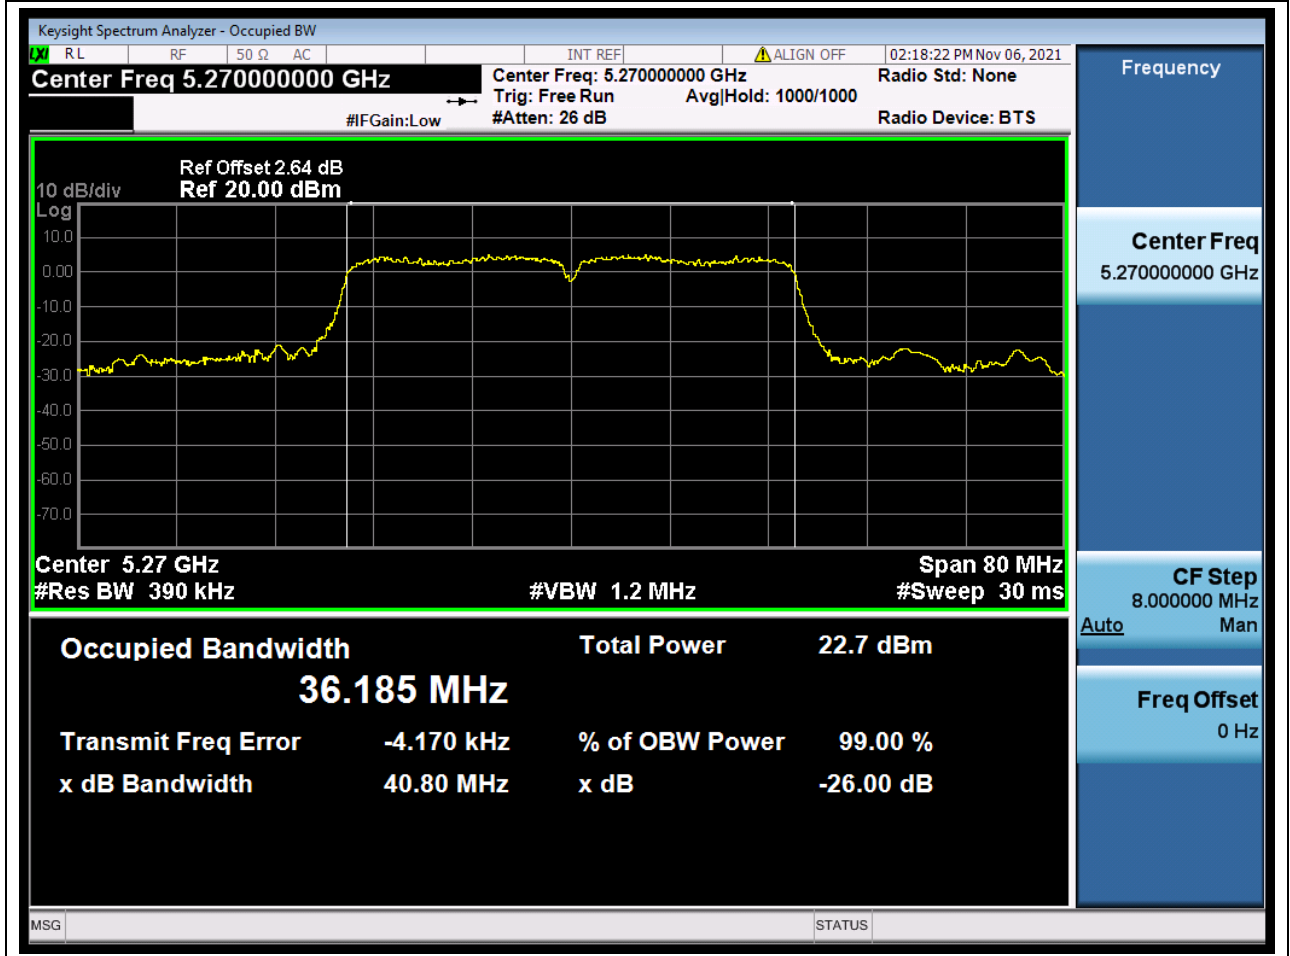 Keysight Spectrum Analyzer - Occupied BW
LXI RL RF 50 Ω AC INT REF ALIGN OFF 02:18:22 PM Nov 06, 2021
Center Freq 5.270000000 GHz
Center Freq: 5.270000000 GHz
Radio Std: None
Trig: Free Run Avg|Hold: 1000/1000
#IFGain:Low
#Atten: 26 dB
Radio Device: BTS
Ref Offset 2.64 dB
10 dB/div Ref 20.00 dBm
Log
10.0
0.00
-10.0
-20.0
-30.0
-40.0
-50.0
-60.0
-70.0
Center 5.27 GHz Span 80 MHz
#Res BW 390 kHz #VBW 1.2 MHz #Sweep 30 ms
Occupied Bandwidth Total Power 22.7 dBm
36.185 MHz
Transmit Freq Error -4.170 kHz % of OBW Power 99.00 %
x dB Bandwidth 40.80 MHz x dB -26.00 dB
Frequency
Center Freq
5.270000000 GHz
CF Step
8.000000 MHz
Auto Man
Freq Offset
0 Hz
MSG STATUS